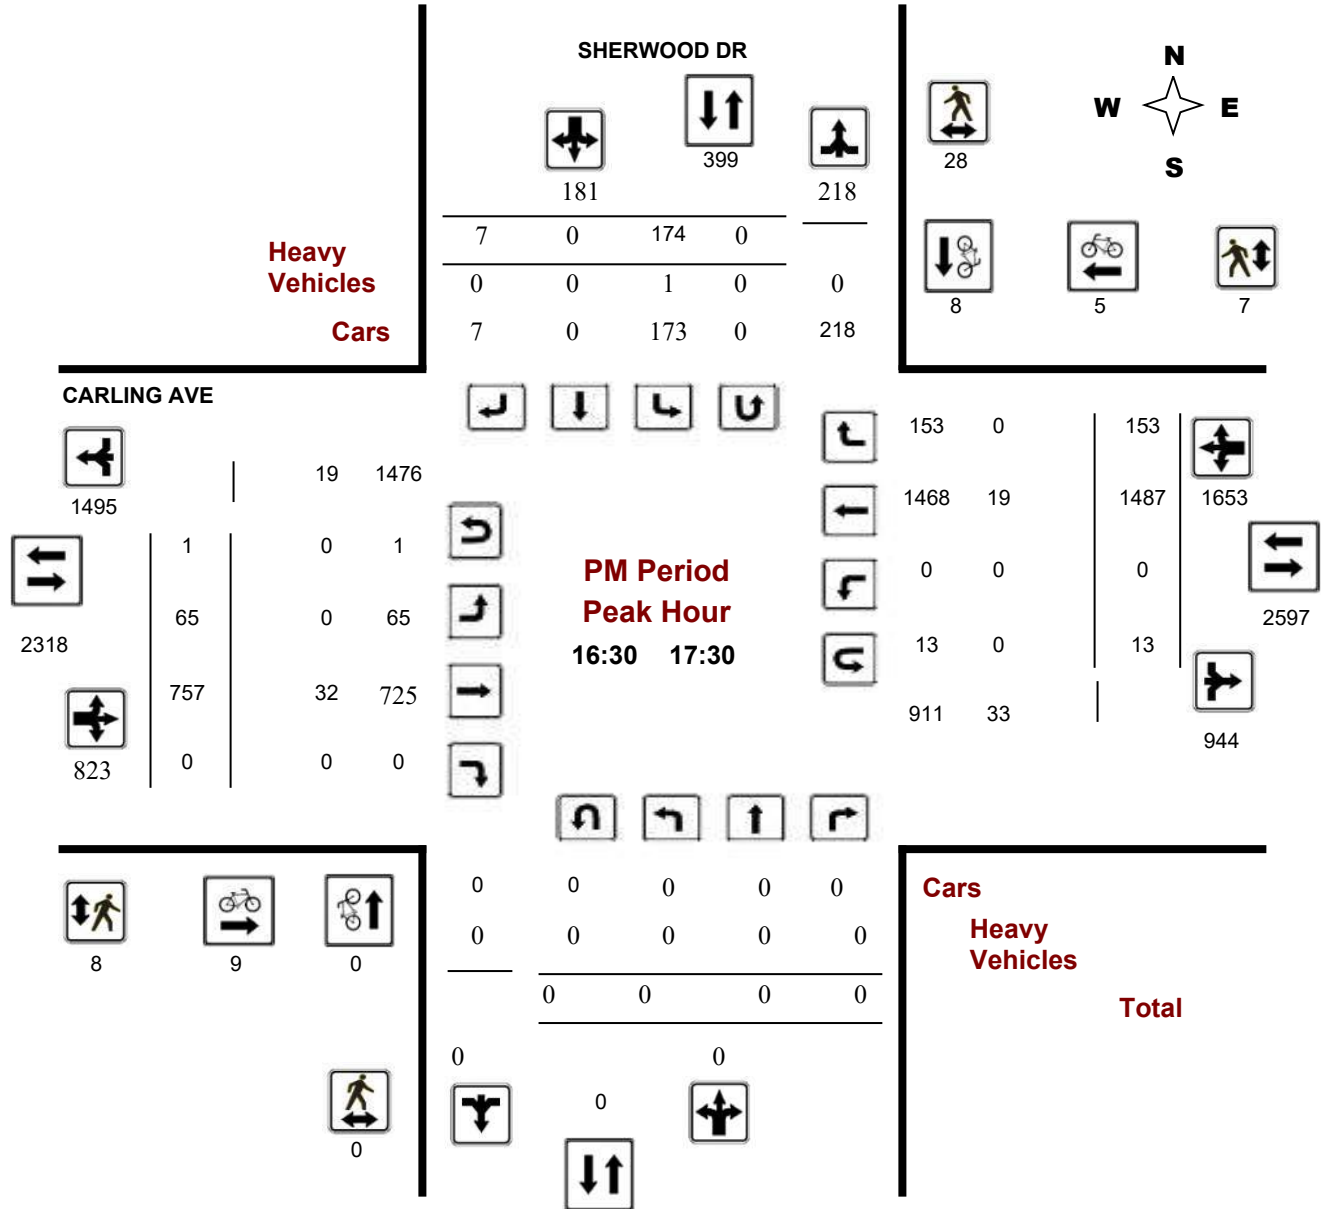 SHERWOOD DR
N
W E
S
399
28
181 218
7 0 174 0
Heavy
Vehicles
0 0 1 0 0
8 5 7
Cars
7 0 173 0 218
CARLING AVE
153 0 153
19 1476
1495
1468 19 1487 1653
1 0 1
PM Period
0 0 0
Peak Hour
65 0 65
2597
2318
16:30 17:30
13 0 13
757 32 725
911 33
944
823 0 0 0
0 0 0 0 0
Cars
0 0 0 0 0
Heavy
Vehicles
8 9 0
0 0 0 0
Total
0 0
0
0